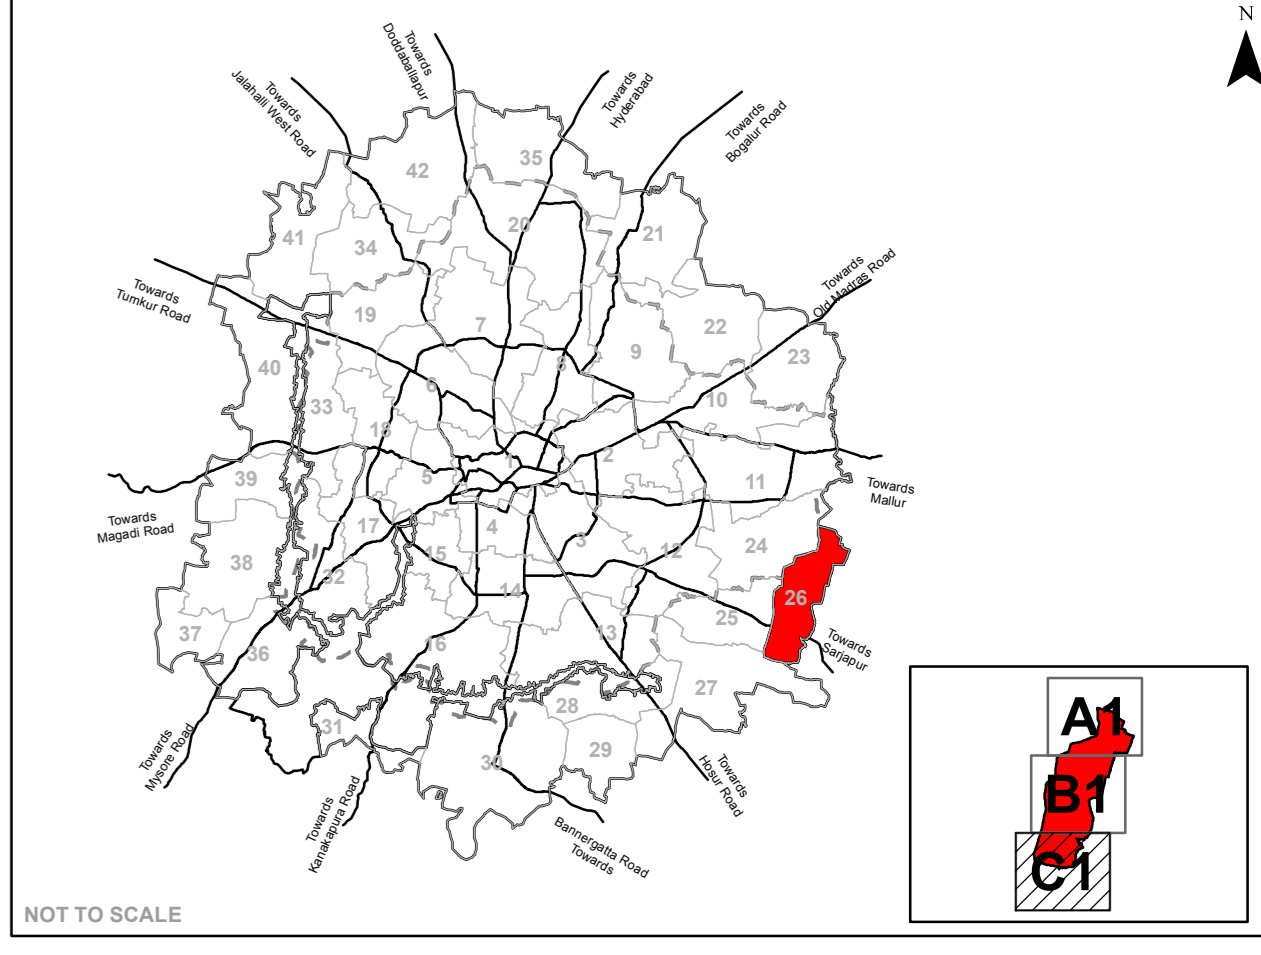 N
Towards
Doddaballapur
Towards
Jalahalli West Road
Towards
Hyderabad
Towards
Bogalur Road
42
35
20
21
41
34
Towards
Old Madras Road
Towards
Tumkur Road
19
7
22
9
23
8
40
6
33
10
18
1
2
39
5
11
Towards
Mallur
Towards
Magadi Road
17
4
3
15
12
24
38
32
14
26
25
37
13
16
36
Towards
Sarjapur
27
28
31
29
30
Towards
Mysore Road
Towards
Kanakapura Road
Bannergatta Road
Towards
Towards
Hosur Road
A1
B1
C1
NOT TO SCALE